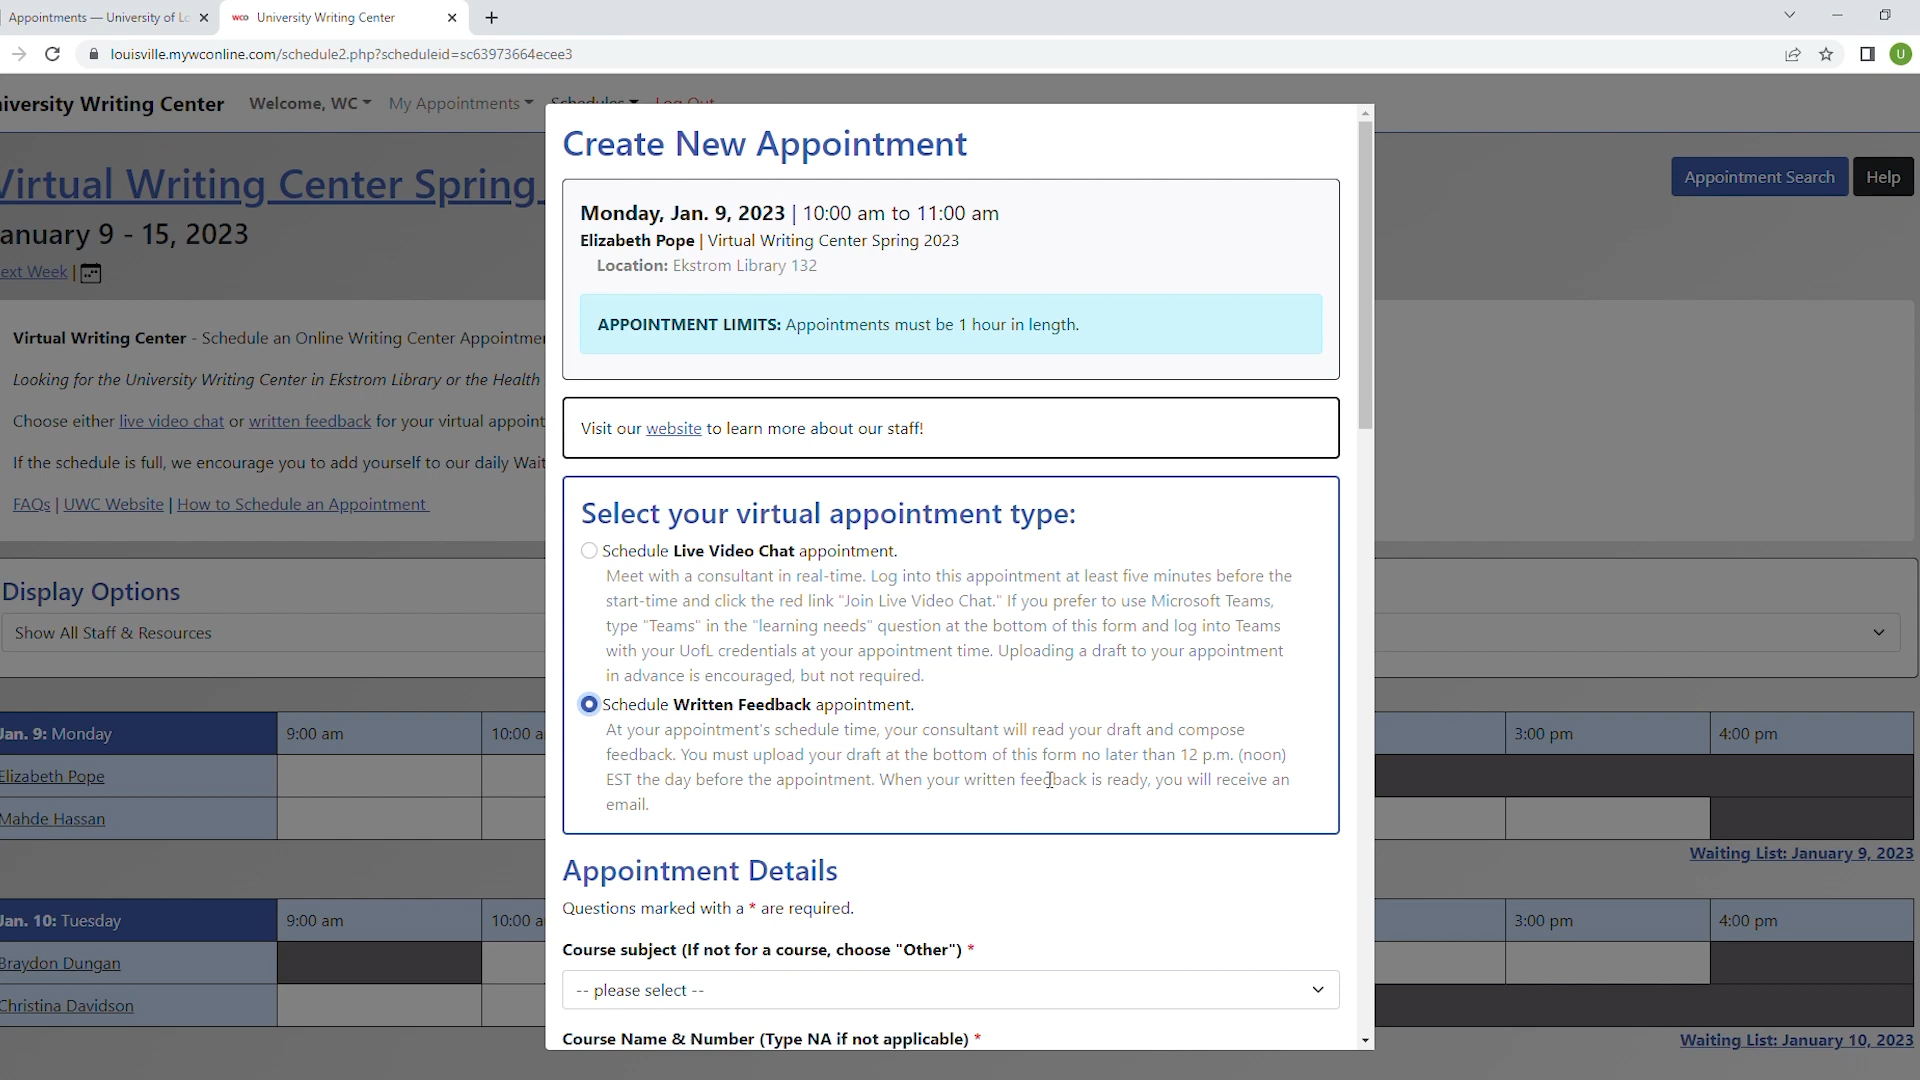 Appointments — University of Lo
wco University Writing Center
louisville.mywconline.com/schedule2.php?scheduleid=sc63973664ecee3
U
iversity Writing Center Welcome, WC My Appointments Schedules Log Out
Virtual Writing Center Spring
Appointment Search
Help
anuary 9 - 15, 2023
ext Week |
Virtual Writing Center - Schedule an Online Writing Center Appointme
Looking for the University Writing Center in Ekstrom Library or the Health
Choose either live video chat or written feedback for your virtual appoint
If the schedule is full, we encourage you to add yourself to our daily Wait
FAQs | UWC Website | How to Schedule an Appointment
Display Options
Show All Staff & Resources
Jan. 9: Monday 9:00 am 10:00 a 3:00 pm 4:00 pm
Elizabeth Pope
Mahde Hassan
Waiting List: January 9, 2023
Jan. 10: Tuesday 9:00 am 10:00 a 3:00 pm 4:00 pm
Braydon Dungan
Christina Davidson
Waiting List: January 10, 2023
Create New Appointment
Monday, Jan. 9, 2023 | 10:00 am to 11:00 am
Elizabeth Pope | Virtual Writing Center Spring 2023
Location: Ekstrom Library 132
APPOINTMENT LIMITS: Appointments must be 1 hour in length.
Visit our website to learn more about our staff!
Select your virtual appointment type:
Schedule Live Video Chat appointment.
Meet with a consultant in real-time. Log into this appointment at least five minutes before the
start-time and click the red link "Join Live Video Chat." If you prefer to use Microsoft Teams,
type "Teams" in the "learning needs" question at the bottom of this form and log into Teams
with your UofL credentials at your appointment time. Uploading a draft to your appointment
in advance is encouraged, but not required.
Schedule Written Feedback appointment.
At your appointment's schedule time, your consultant will read your draft and compose
feedback. You must upload your draft at the bottom of this form no later than 12 p.m. (noon)
EST the day before the appointment. When your written feedback is ready, you will receive an
email.
Appointment Details
Questions marked with a * are required.
Course subject (If not for a course, choose "Other") *
-- please select --
Course Name & Number (Type NA if not applicable) *